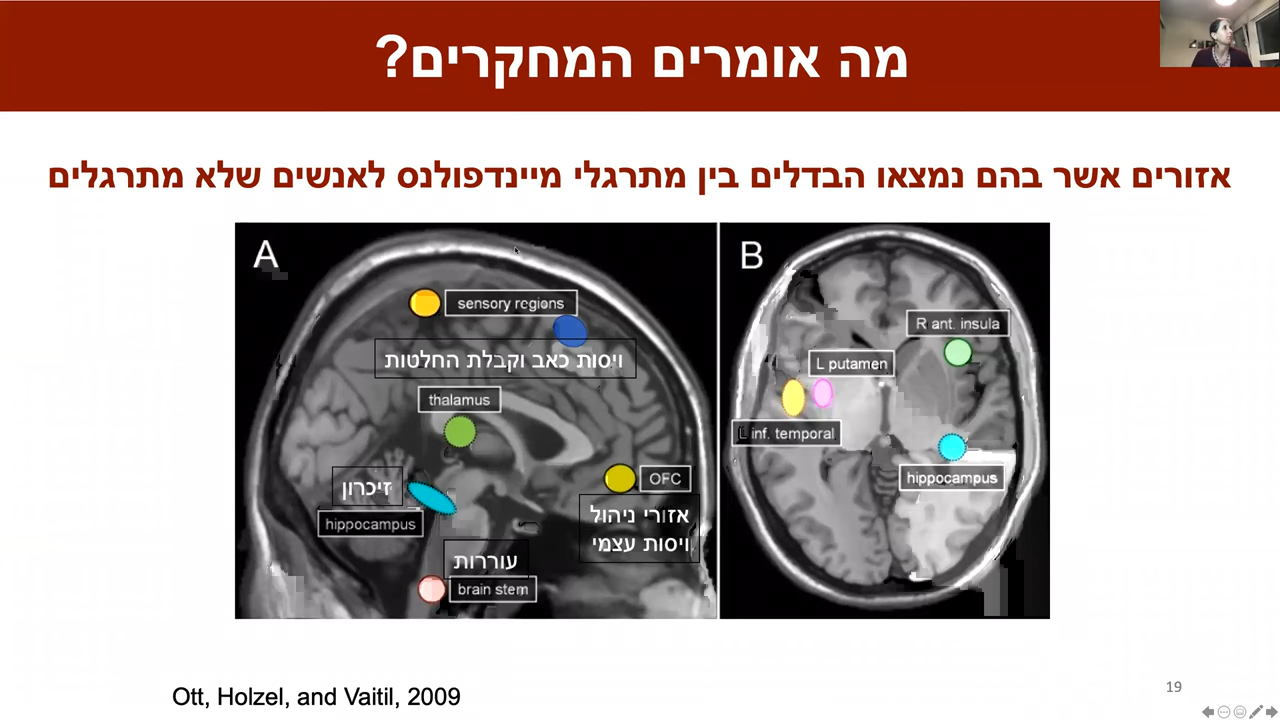 מה אומרים המחקרים?
אזורים אשר בהם נמצאו הבדלים בין מתרגלי מיינדפולנס לאנשים שלא מתרגלים
A
sensory regions
ויסות כאב וקבלת החלטות
thalamus
זיכרון
hippocampus
OFC
אזורי ניהול
ויסות עצמי
עוררות
brain stem
B
R ant. insula
L putamen
L inf. temporal
hippocampus
Ott, Holzel, and Vaitil, 2009
19